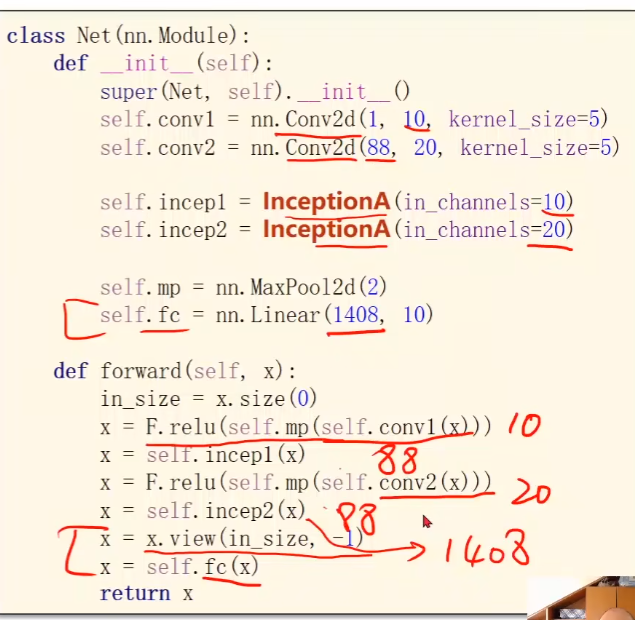 class Net(nn.Module):
    def __init__(self):
        super(Net, self).__init__()
        self.conv1 = nn.Conv2d(1, 10, kernel_size=5)
        self.conv2 = nn.Conv2d(88, 20, kernel_size=5)
        self.incep1 = InceptionA(in_channels=10)
        self.incep2 = InceptionA(in_channels=20)
        self.mp = nn.MaxPool2d(2)
        self.fc = nn.Linear(1408, 10)
    def forward(self, x):
        in_size = x.size(0)
        x = F.relu(self.mp(self.conv1(x))) 10
        x = self.incep1(x) 88
        x = F.relu(self.mp(self.conv2(x))) 20
        x = self.incep2(x) 88
        x = x.view(in_size, -1) 1408
        x = self.fc(x)
        return x